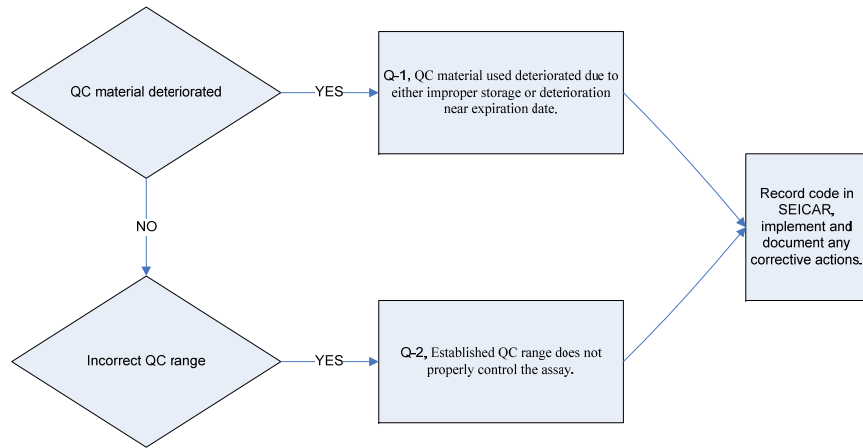 QC material deteriorated
YES
Q-1, QC material used deteriorated due to
either improper storage or deterioration
near expiration date.
Record code in
SEICAR,
implement and
document any
corrective actions.
NO
Incorrect QC range
YES
Q-2, Established QC range does not
properly control the assay.